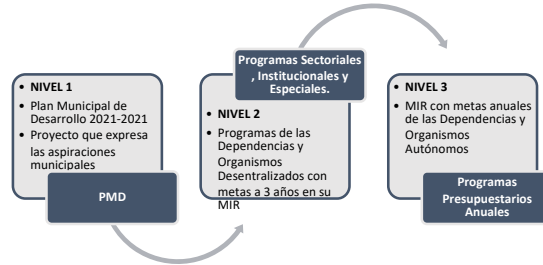 • NIVEL 1
• Plan Municipal de
Desarrollo 2021-2021
• Proyecto que expresa
las aspiraciones
municipales
PMD
Programas Sectoriales
, Institucionales y
Especiales.
• NIVEL 2
• Programas de las
Dependencias y
Organismos
Desentralizados con
metas a 3 años en su
MIR
• NIVEL 3
• MIR con metas anuales
de las Dependencias y
Organismos
Autónomos
Programas
Presupuestarios
Anuales